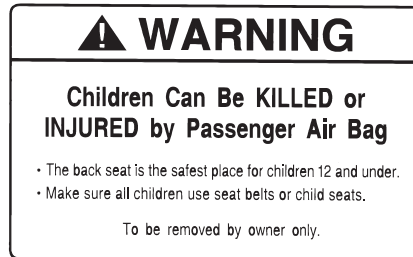 WARNING
Children Can Be KILLED or
INJURED by Passenger Air Bag
• The back seat is the safest place for children 12 and under.
• Make sure all children use seat belts or child seats.
To be removed by owner only.